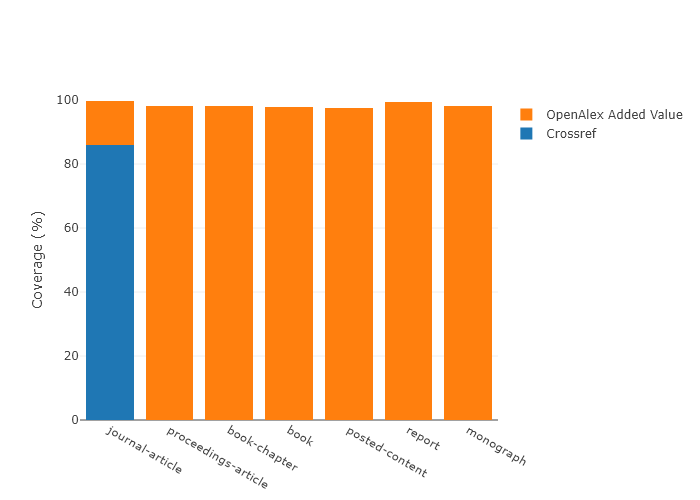 OpenAlex Added Value
Crossref
Coverage (%)
100
80
60
40
20
0
journal-article
proceedings-article
book-chapter
book
posted-content
report
monograph